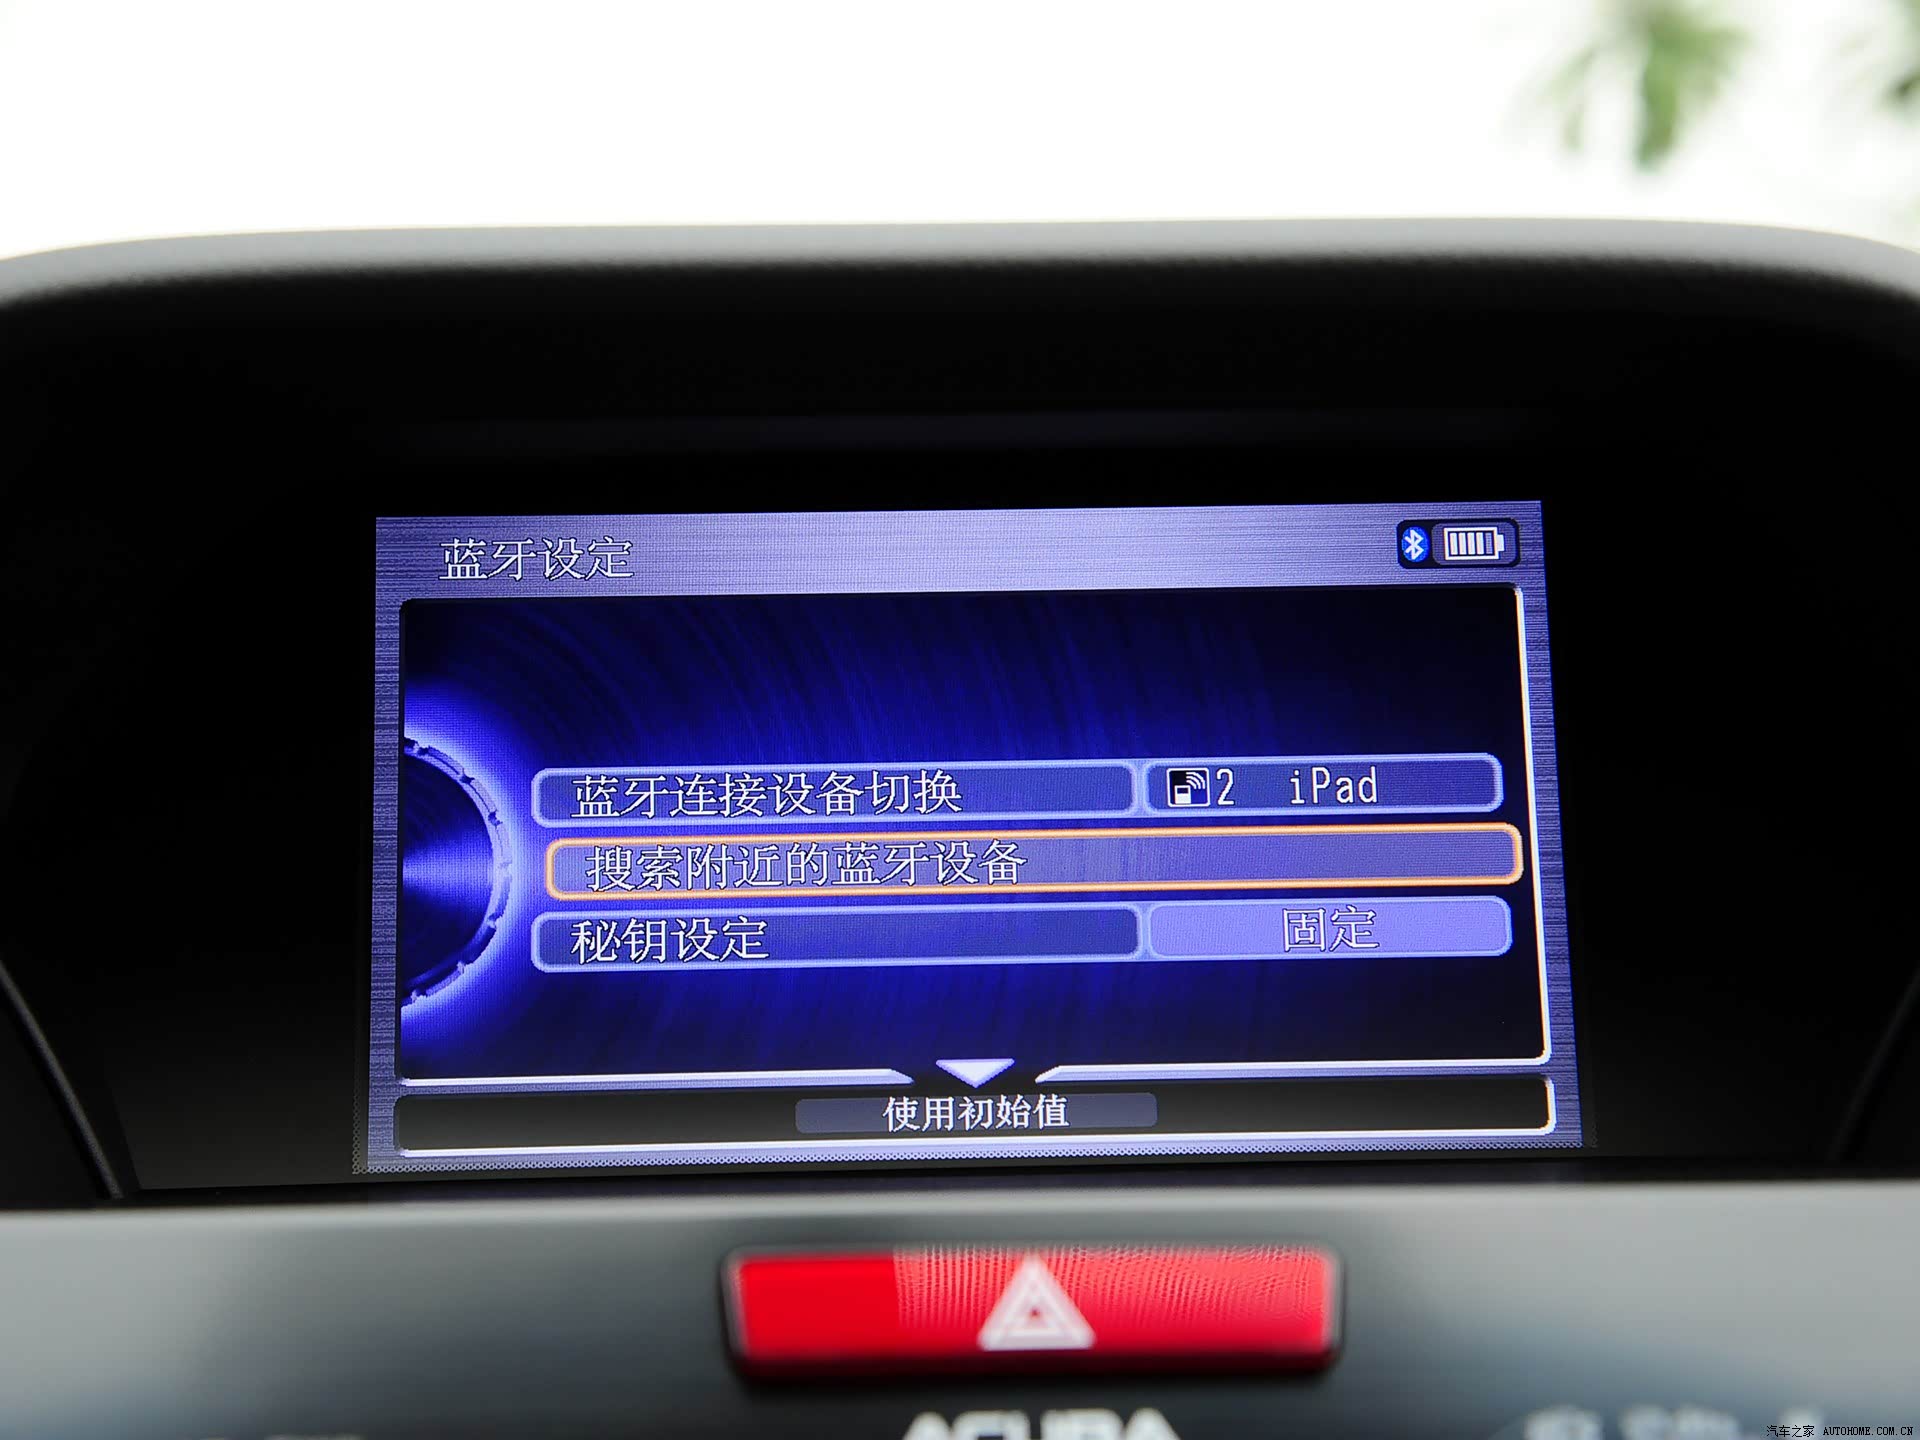 蓝牙设定
蓝牙连接设备切换 2 iPad
搜索附近的蓝牙设备
秘钥设定 固定
使用初始值
ACURA
汽车之家 AUTOHOME.COM.CN